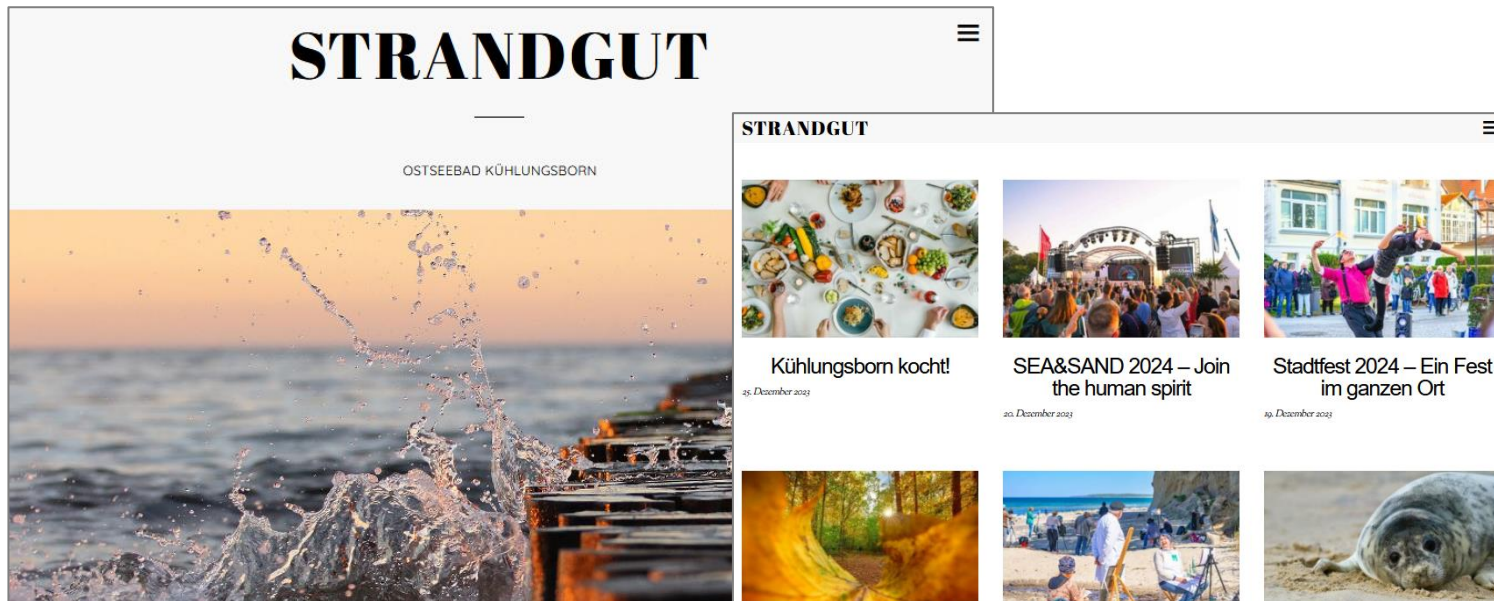 STRANDGUT
OSTSEEBAD KÜHLUNGSBORN
STRANDGUT
Kühlungsborn kocht!
25. Dezember 2023
SEA&SAND 2024 – Join
the human spirit
20. Dezember 2023
Stadtfest 2024 – Ein Fest
im ganzen Ort
19. Dezember 2023